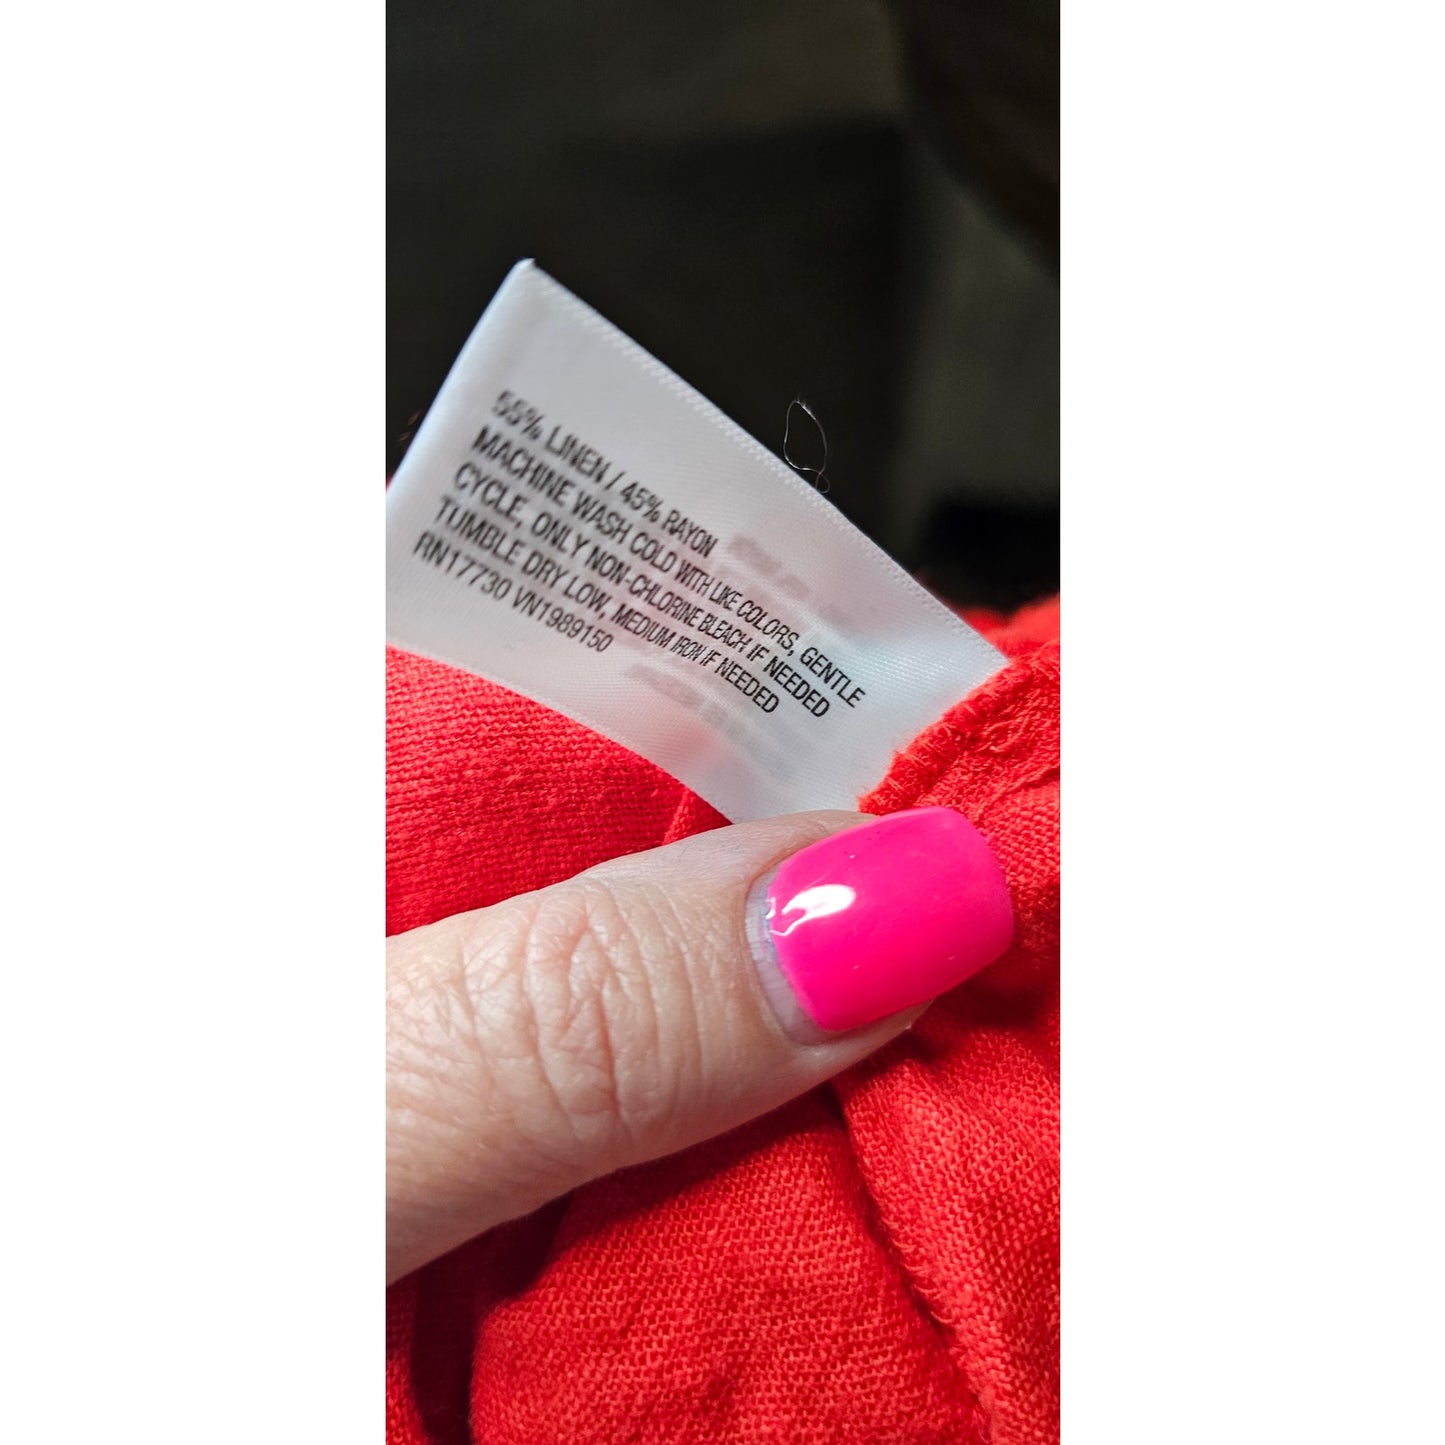 55% LINEN / 45% RAYON
MACHINE WASH COLD WITH LIKE COLORS, GENTLE
CYCLE, ONLY NON-CHLORINE BLEACH IF NEEDED
TUMBLE DRY LOW, MEDIUM IRON IF NEEDED
RN17730 VN1989150